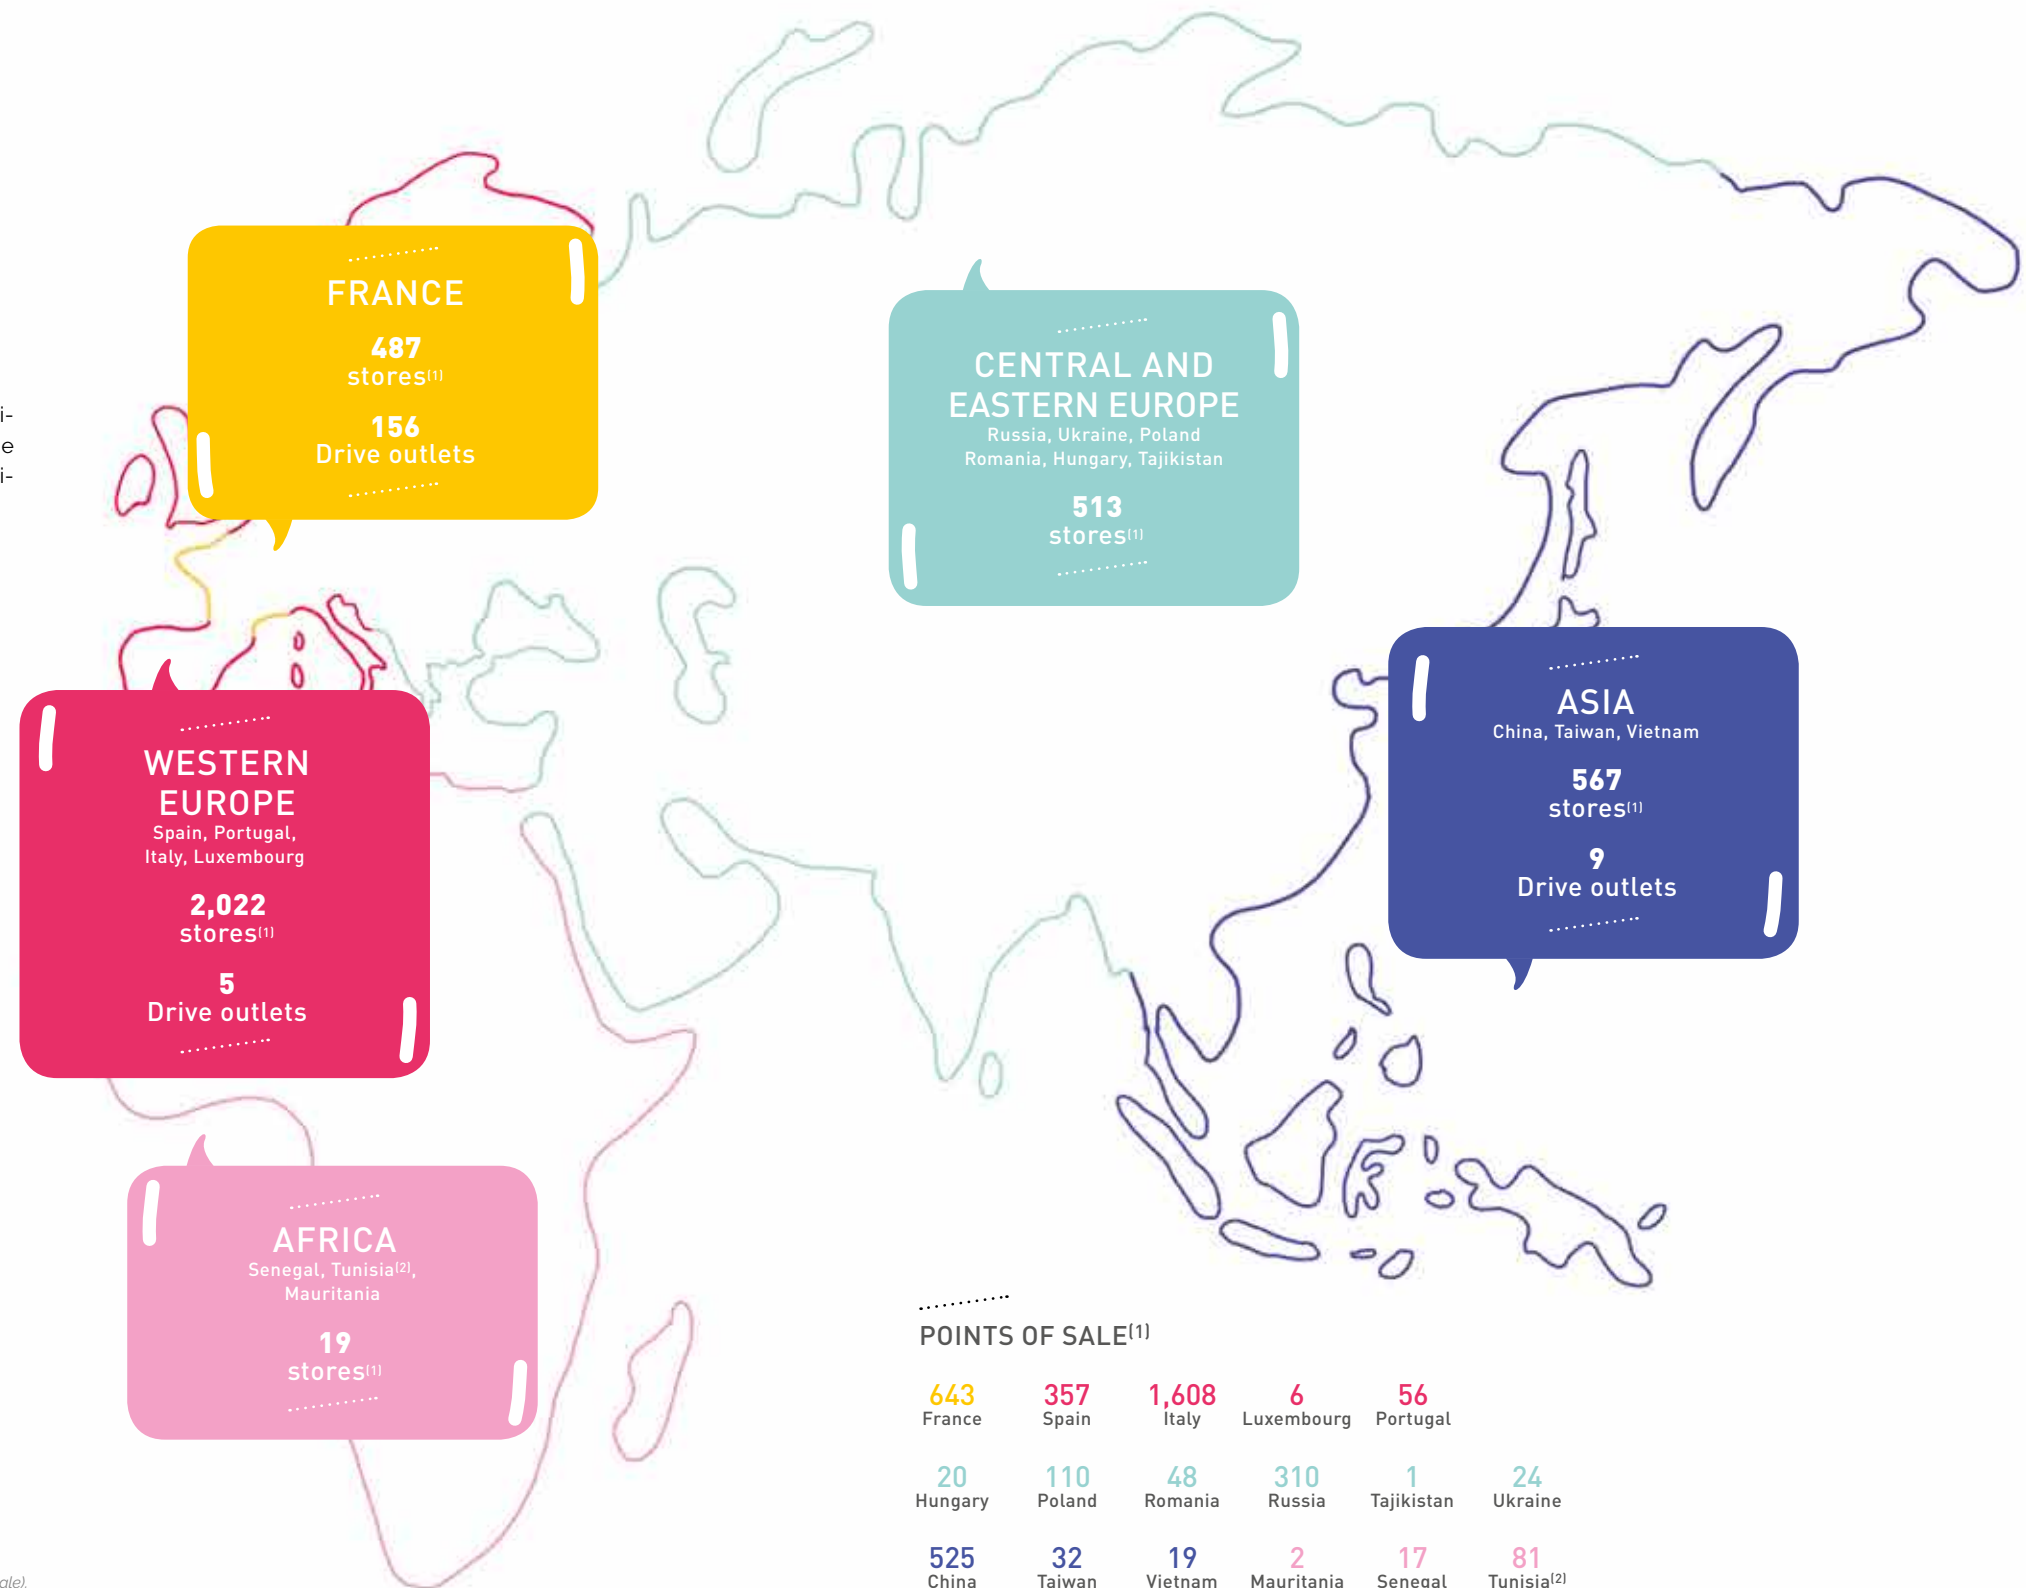 i-
e
i-
FRANCE
487
stores(1)
156
Drive outlets
CENTRAL AND
EASTERN EUROPE
Russia, Ukraine, Poland
Romania, Hungary, Tajikistan
513
stores(1)
WESTERN
EUROPE
Spain, Portugal,
Italy, Luxembourg
2,022
stores(1)
5
Drive outlets
ASIA
China, Taiwan, Vietnam
567
stores(1)
9
Drive outlets
AFRICA
Senegal, Tunisia(2),
Mauritania
19
stores(1)
POINTS OF SALE(1)
643 357 1,608 6 56
France Spain Italy Luxembourg Portugal
20 110 48 310 1 24
Hungary Poland Romania Russia Tajikistan Ukraine
525 32 19 2 17 81
China Taiwan Vietnam Mauritania Senegal Tunisia(2)
ale).